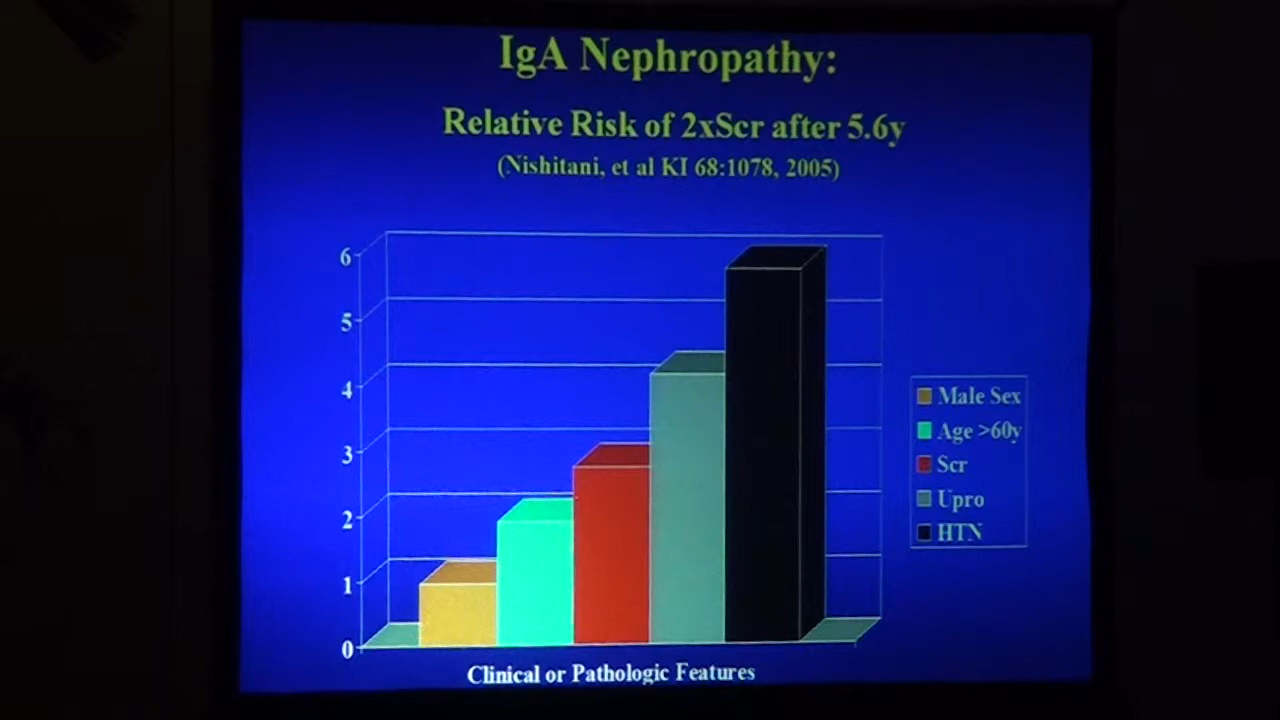 IgA Nephropathy:
Relative Risk of 2xScr after 5.6y
(Nishitani, et al KI 68:1078, 2005)
6
5
4
3
2
1
0
Male Sex
Age >60y
Scr
Upro
HTN
Clinical or Pathologic Features